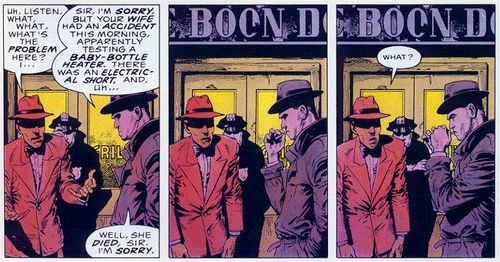 UH, LISTEN,
WHAT,
WHAT,
WHAT'S
THE
PROBLEM
HERE?
I...
SIR, I'M SORRY.
BUT YOUR WIFE
HAD AN ACCIDENT
THIS MORNING,
APPARENTLY
TESTING A
BABY-BOTTLE
HEATER. THERE
WAS AN ELECTRIC-
AL SHORT, AND,
UH...
RIL
WELL, SHE
DIED, SIR.
I'M SORRY.
BOCN DO
BOCN D
WHAT?